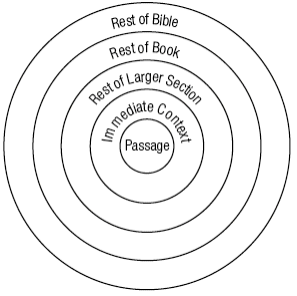 Rest of Bible
Rest of Book
Rest of Larger Section
Immediate Context
Passage